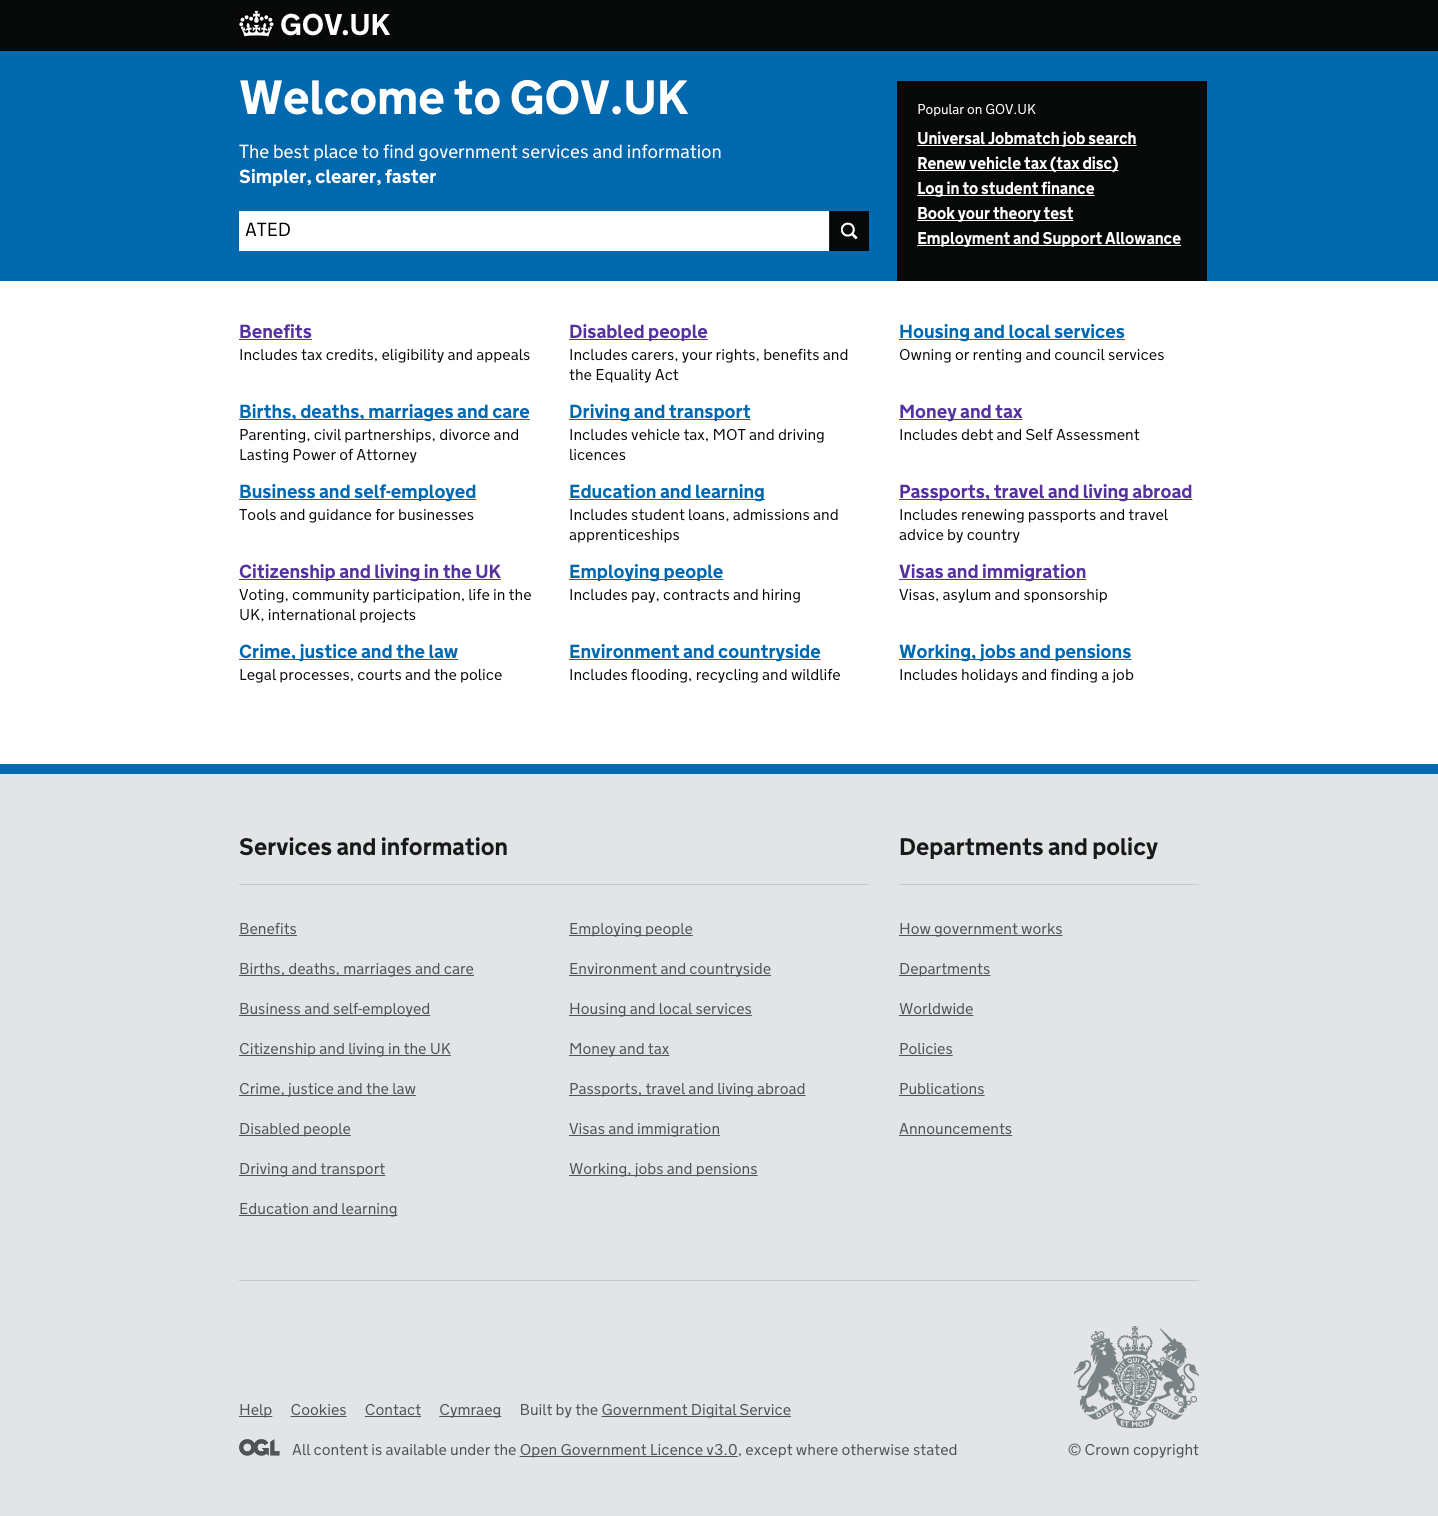 GOV.UK
Welcome to GOV.UK
The best place to find government services and information
Simpler, clearer, faster
ATED
Popular on GOV.UK
Universal Jobmatch job search
Renew vehicle tax (tax disc)
Log in to student finance
Book your theory test
Employment and Support Allowance
Benefits
Includes tax credits, eligibility and appeals
Disabled people
Includes carers, your rights, benefits and
the Equality Act
Housing and local services
Owning or renting and council services
Births, deaths, marriages and care
Parenting, civil partnerships, divorce and
Lasting Power of Attorney
Driving and transport
Includes vehicle tax, MOT and driving
licences
Money and tax
Includes debt and Self Assessment
Business and self-employed
Tools and guidance for businesses
Education and learning
Includes student loans, admissions and
apprenticeships
Passports, travel and living abroad
Includes renewing passports and travel
advice by country
Citizenship and living in the UK
Voting, community participation, life in the
UK, international projects
Employing people
Includes pay, contracts and hiring
Visas and immigration
Visas, asylum and sponsorship
Crime, justice and the law
Legal processes, courts and the police
Environment and countryside
Includes flooding, recycling and wildlife
Working, jobs and pensions
Includes holidays and finding a job
Services and information
Benefits
Births, deaths, marriages and care
Business and self-employed
Citizenship and living in the UK
Crime, justice and the law
Disabled people
Driving and transport
Education and learning
Employing people
Environment and countryside
Housing and local services
Money and tax
Passports, travel and living abroad
Visas and immigration
Working, jobs and pensions
Departments and policy
How government works
Departments
Worldwide
Policies
Publications
Announcements
Help Cookies Contact Cymraeg Built by the Government Digital Service
OGL All content is available under the Open Government Licence v3.0, except where otherwise stated
DIEU ET MON DROIT
© Crown copyright